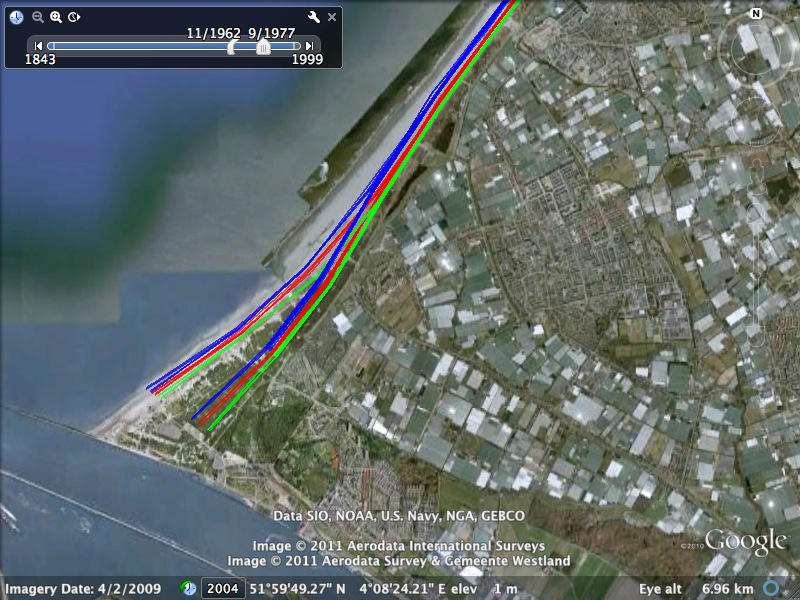 11/1962 9/1977
1843 1999
N
Data SIO, NOAA, U.S. Navy, NGA, GEBCO
Image © 2011 Aerodata International Surveys
Image © 2011 Aerodata Survey & Gemeente Westland
©2010 Google
Imagery Date: 4/2/2009 2004 51°59'49.27" N 4°08'24.21" E elev 1 m Eye alt 6.96 km